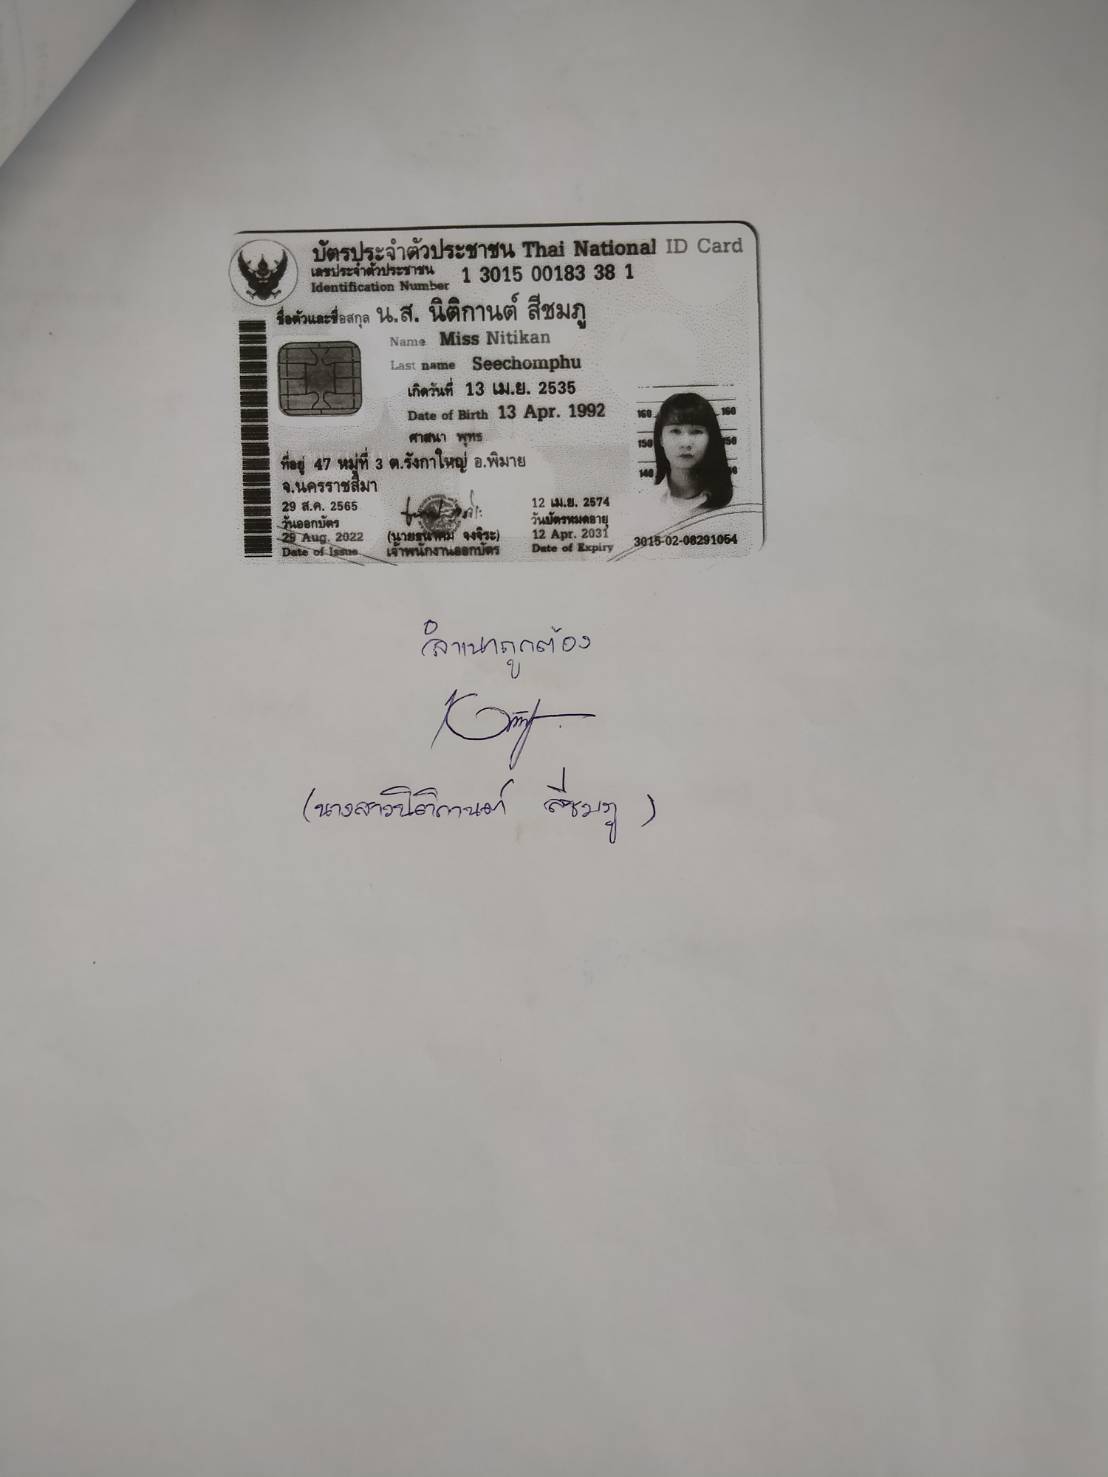 บัตรประจำตัวประชาชน Thai National ID Card
เลขประจำตัวประชาชน
Identification Number 1 3015 00183 38 1
ชื่อตัวและชื่อสกุล น.ส. นิติกานต์ สีชมภู
Name Miss Nitikan
Last name Seechomphu
เกิดวันที่ 13 เม.ย. 2535
Date of Birth 13 Apr. 1992
ศาสนา พุทธ
ที่อยู่ 47 หมู่ที่ 3 ต.รังกาใหญ่ อ.พิมาย
จ.นครราชสีมา
160 160
150 150
140
29 ส.ค. 2565
วันออกบัตร
29 Aug. 2022
Date of Issue
เจ้าพนักงานออกบัตร
12 เม.ย. 2574
วันบัตรหมดอายุ
12 Apr. 2031
Date of Expiry
3015-02-08291064
สำเนาถูกต้อง
(นางสาวนิติกานต์ สีชมภู)